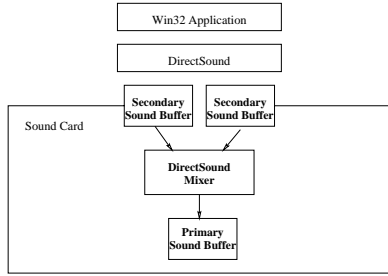 Win32 Application
DirectSound
Secondary
Sound Buffer
Secondary
Sound Buffer
Sound Card
DirectSound
Mixer
Primary
Sound Buffer